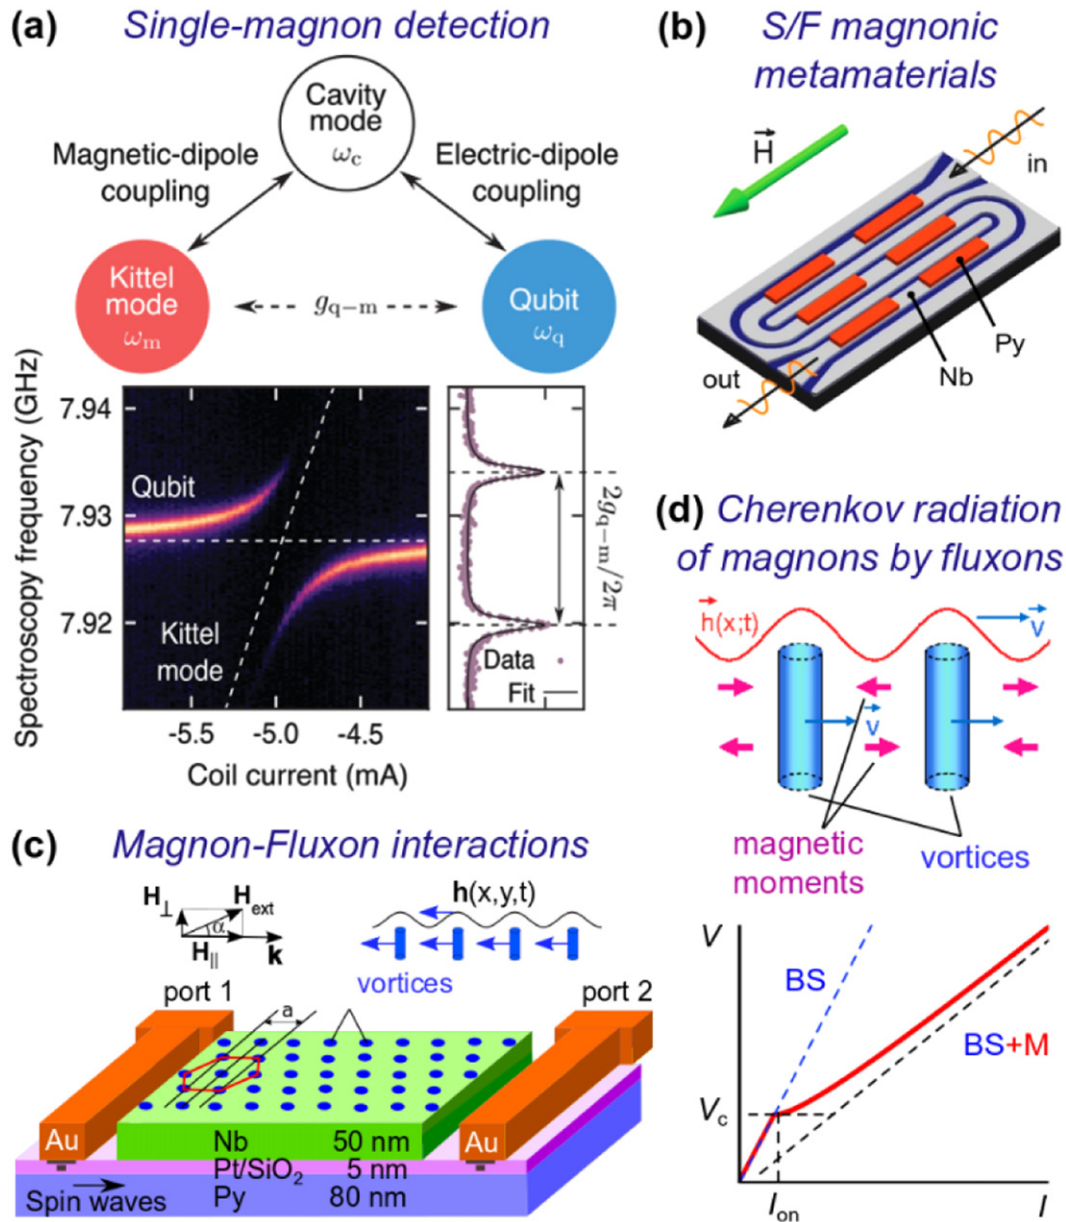 (a) Single-magnon detection
Cavity
mode
ωc
Magnetic-dipole
coupling
Electric-dipole
coupling
Kittel
mode
ωm
gq−m
Qubit
ωq
Spectroscopy frequency (GHz)
7.94
7.93
7.92
Qubit
Kittel
mode
-5.5 -5.0 -4.5
Coil current (mA)
2gq−m/2π
Data
Fit
(b) S/F magnonic
metamaterials
H
in
out
Nb
Py
(c) Magnon-Fluxon interactions
H⊥
Hext
α
H||
k
h(x,y,t)
vortices
port 1
port 2
a
Au
Au
Nb 50 nm
Pt/SiO2 5 nm
Py 80 nm
Spin waves
(d) Cherenkov radiation
of magnons by fluxons
h(x;t)
v
v
magnetic
moments
vortices
V
BS
BS+M
Vc
Ion
I